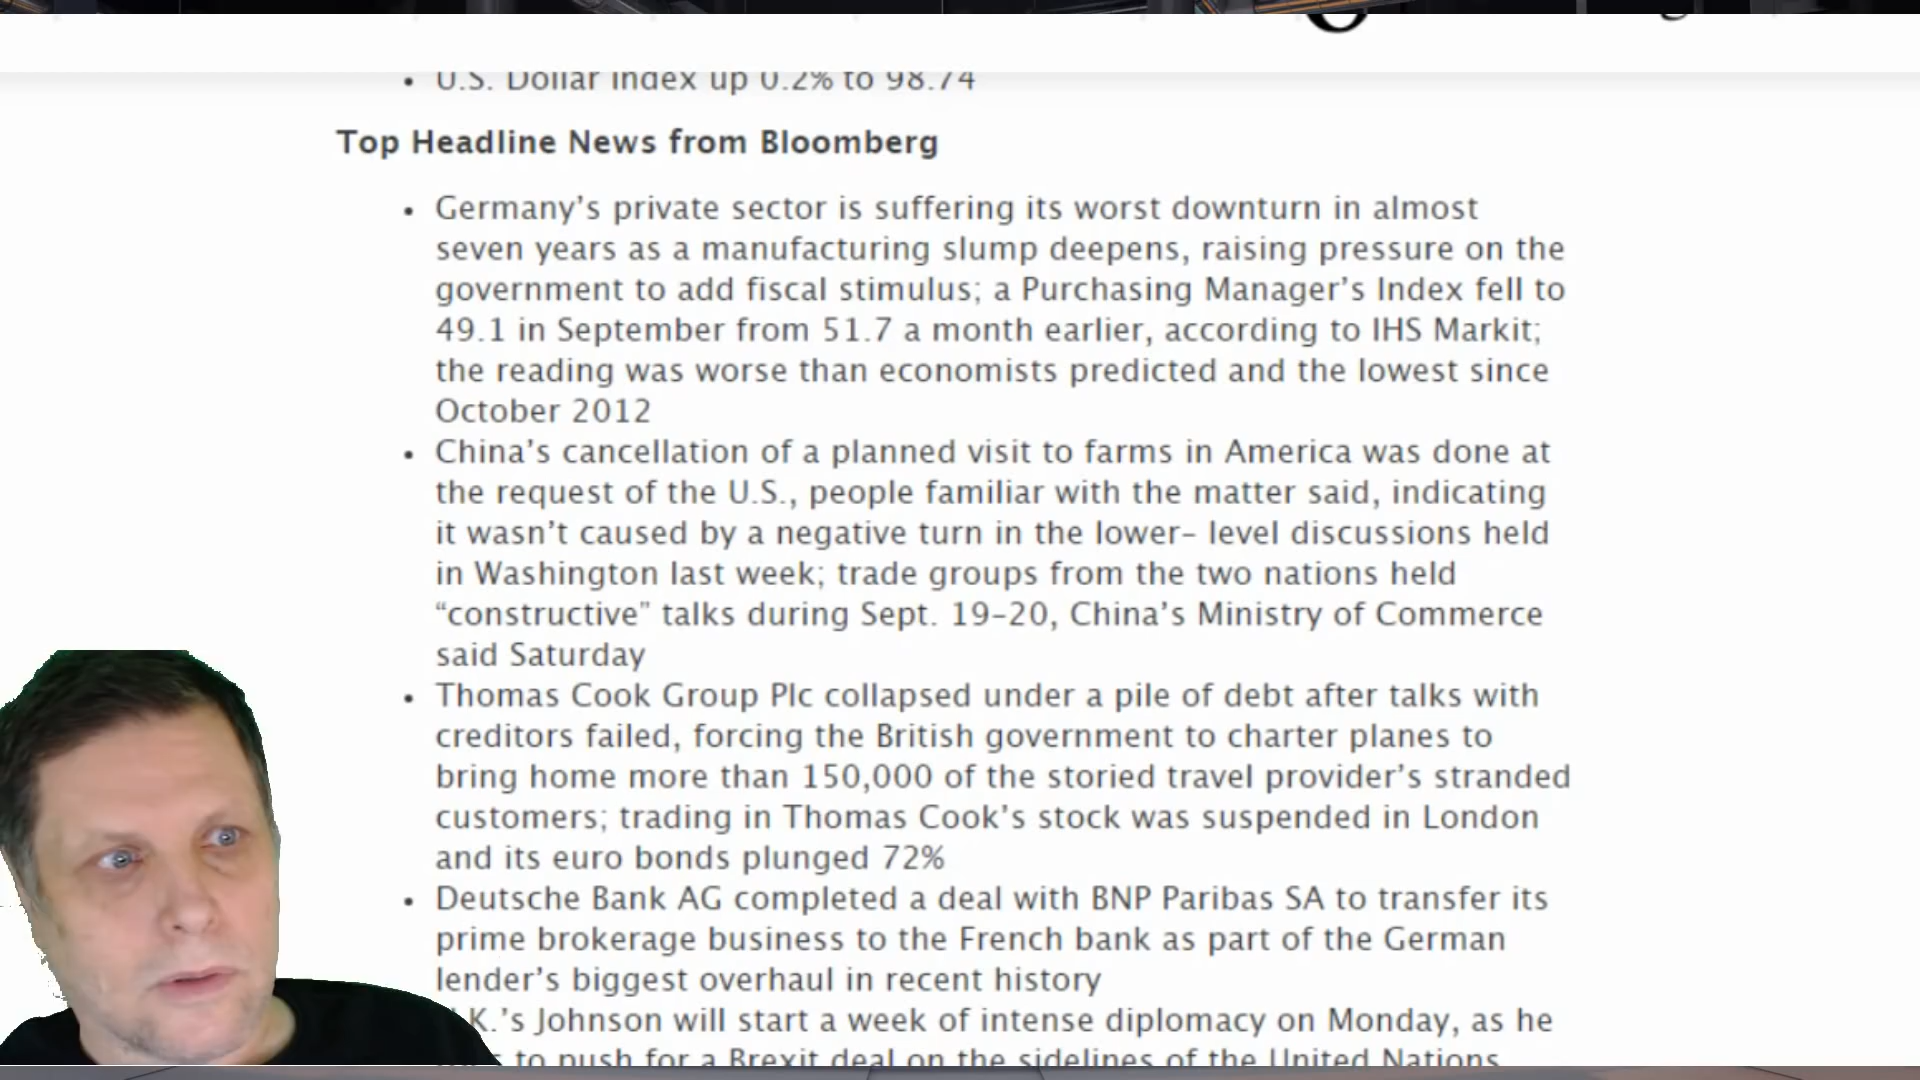 U.S. Dollar Index up 0.2% to 98.74
Top Headline News from Bloomberg
• Germany’s private sector is suffering its worst downturn in almost
seven years as a manufacturing slump deepens, raising pressure on the
government to add fiscal stimulus; a Purchasing Manager’s Index fell to
49.1 in September from 51.7 a month earlier, according to IHS Markit;
the reading was worse than economists predicted and the lowest since
October 2012
• China’s cancellation of a planned visit to farms in America was done at
the request of the U.S., people familiar with the matter said, indicating
it wasn’t caused by a negative turn in the lower– level discussions held
in Washington last week; trade groups from the two nations held
“constructive” talks during Sept. 19–20, China’s Ministry of Commerce
said Saturday
• Thomas Cook Group Plc collapsed under a pile of debt after talks with
creditors failed, forcing the British government to charter planes to
bring home more than 150,000 of the storied travel provider’s stranded
customers; trading in Thomas Cook’s stock was suspended in London
and its euro bonds plunged 72%
• Deutsche Bank AG completed a deal with BNP Paribas SA to transfer its
prime brokerage business to the French bank as part of the German
lender’s biggest overhaul in recent history
.K.’s Johnson will start a week of intense diplomacy on Monday, as he
to push for a Brexit deal on the sidelines of the United Nations